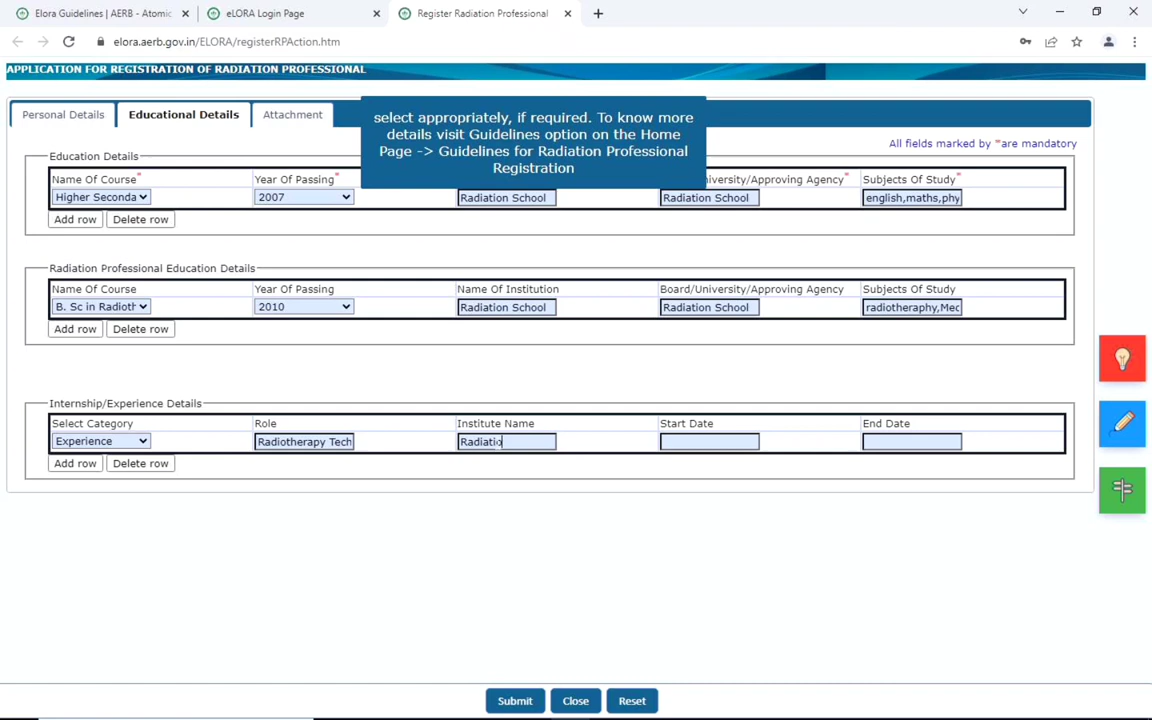 Elora Guidelines | AERB - Atomic
eLORA Login Page
Register Radiation Professional
elora.aerb.gov.in/ELORA/registerRPAction.htm
APPLICATION FOR REGISTRATION OF RADIATION PROFESSIONAL
Personal Details Educational Details Attachment
select appropriately, if required. To know more
details visit Guidelines option on the Home
Page -> Guidelines for Radiation Professional
Registration
All fields marked by *are mandatory
Education Details
Name Of Course* Year Of Passing* /University/Approving Agency* Subjects Of Study*
Higher Seconda 2007 Radiation School Radiation School english,maths,phy
Add row Delete row
Radiation Professional Education Details
Name Of Course Year Of Passing Name Of Institution Board/University/Approving Agency Subjects Of Study
B. Sc in Radioth 2010 Radiation School Radiation School radiotheraphy,Mec
Add row Delete row
Internship/Experience Details
Select Category Role Institute Name Start Date End Date
Experience Radiotherapy Tech Radiatio
Add row Delete row
Submit Close Reset